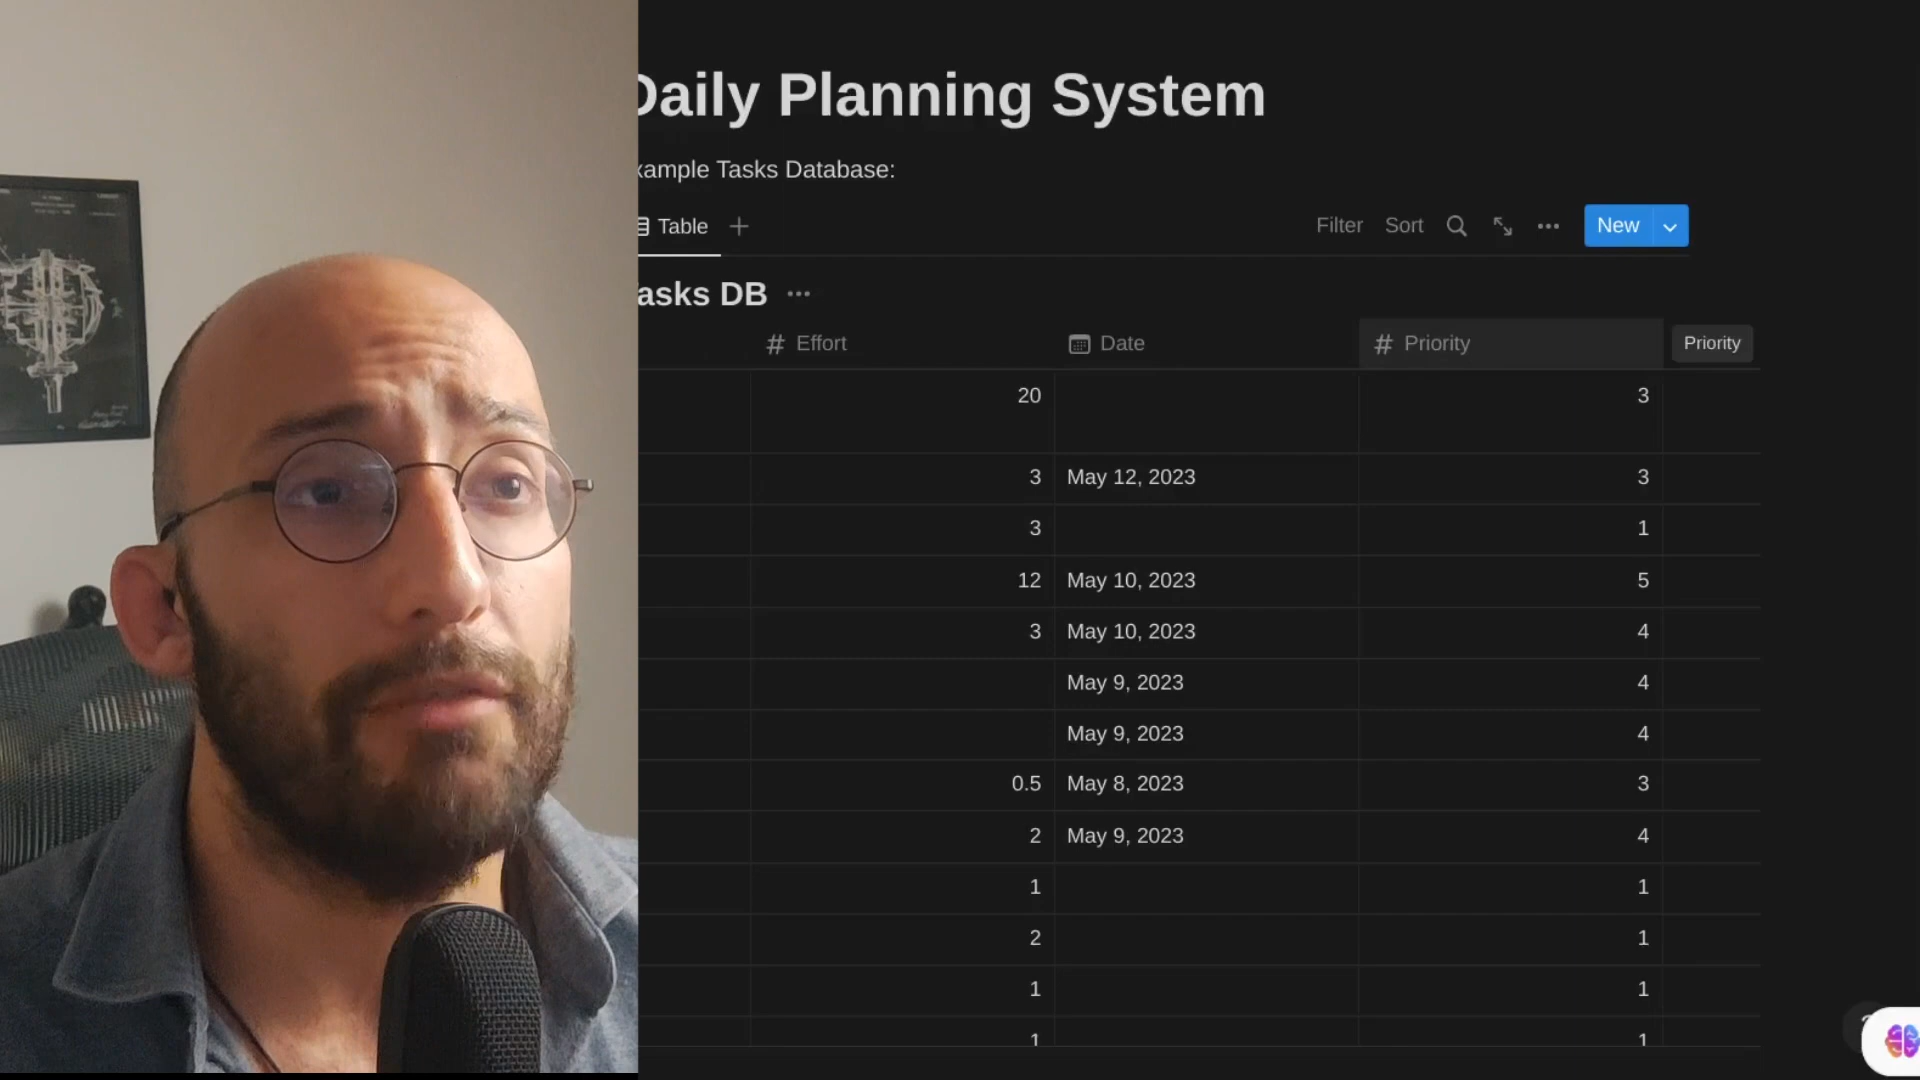 Daily Planning System
xample Tasks Database:
Table
Filter Sort New
asks DB
Effort Date Priority Priority
20 3
3 May 12, 2023 3
3 1
12 May 10, 2023 5
3 May 10, 2023 4
May 9, 2023 4
May 9, 2023 4
0.5 May 8, 2023 3
2 May 9, 2023 4
1 1
2 1
1 1
1 1